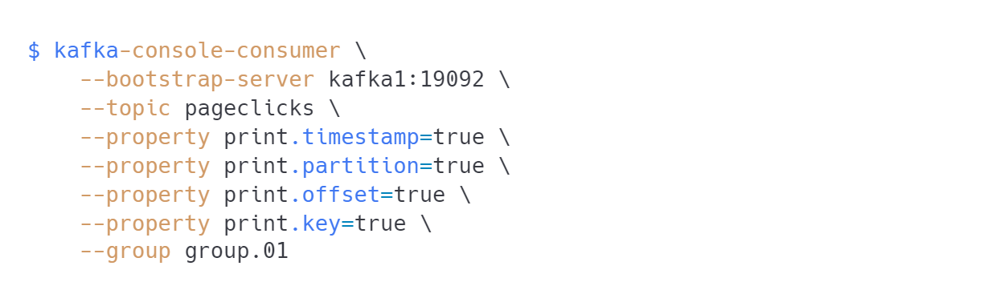 $ kafka-console-consumer \
    --bootstrap-server kafka1:19092 \
    --topic pageclicks \
    --property print.timestamp=true \
    --property print.partition=true \
    --property print.offset=true \
    --property print.key=true \
    --group group.01